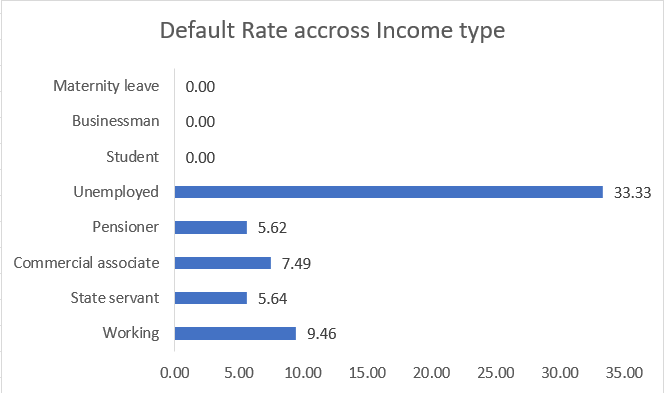 Default Rate accross Income type
Maternity leave 0.00
Businessman 0.00
Student 0.00
Unemployed 33.33
Pensioner 5.62
Commercial associate 7.49
State servant 5.64
Working 9.46
0.00 5.00 10.00 15.00 20.00 25.00 30.00 35.00